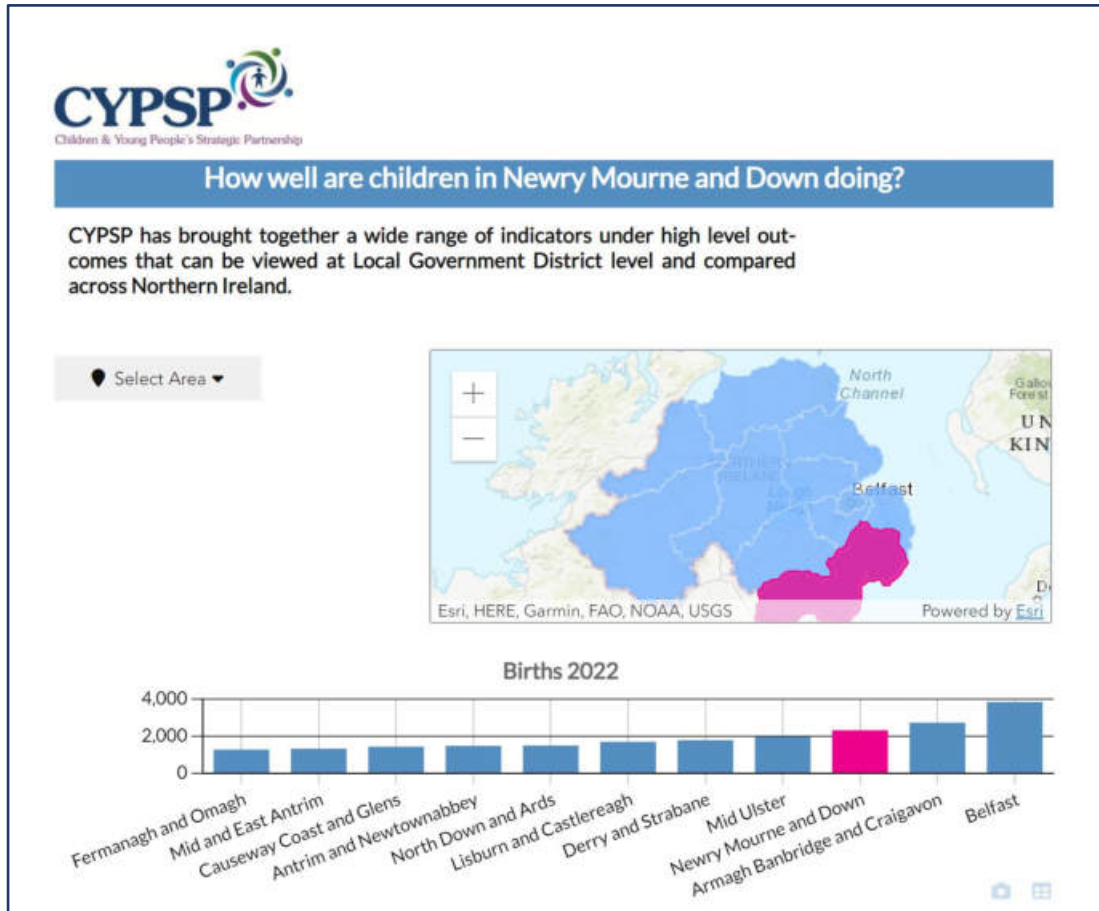 CYPSP
Children & Young People's Strategic Partnership
How well are children in Newry Mourne and Down doing?
CYPSP has brought together a wide range of indicators under high level out-
comes that can be viewed at Local Government District level and compared
across Northern Ireland.
Select Area
+
−
North
Channel
UN
KIN
Belfast
Esri, HERE, Garmin, FAO, NOAA, USGS
Powered by Esri
Births 2022
4,000
2,000
0
Fermanagh and Omagh
Mid and East Antrim
Causeway Coast and Glens
Antrim and Newtownabbey
North Down and Ards
Lisburn and Castlereagh
Derry and Strabane
Mid Ulster
Newry Mourne and Down
Armagh Banbridge and Craigavon
Belfast